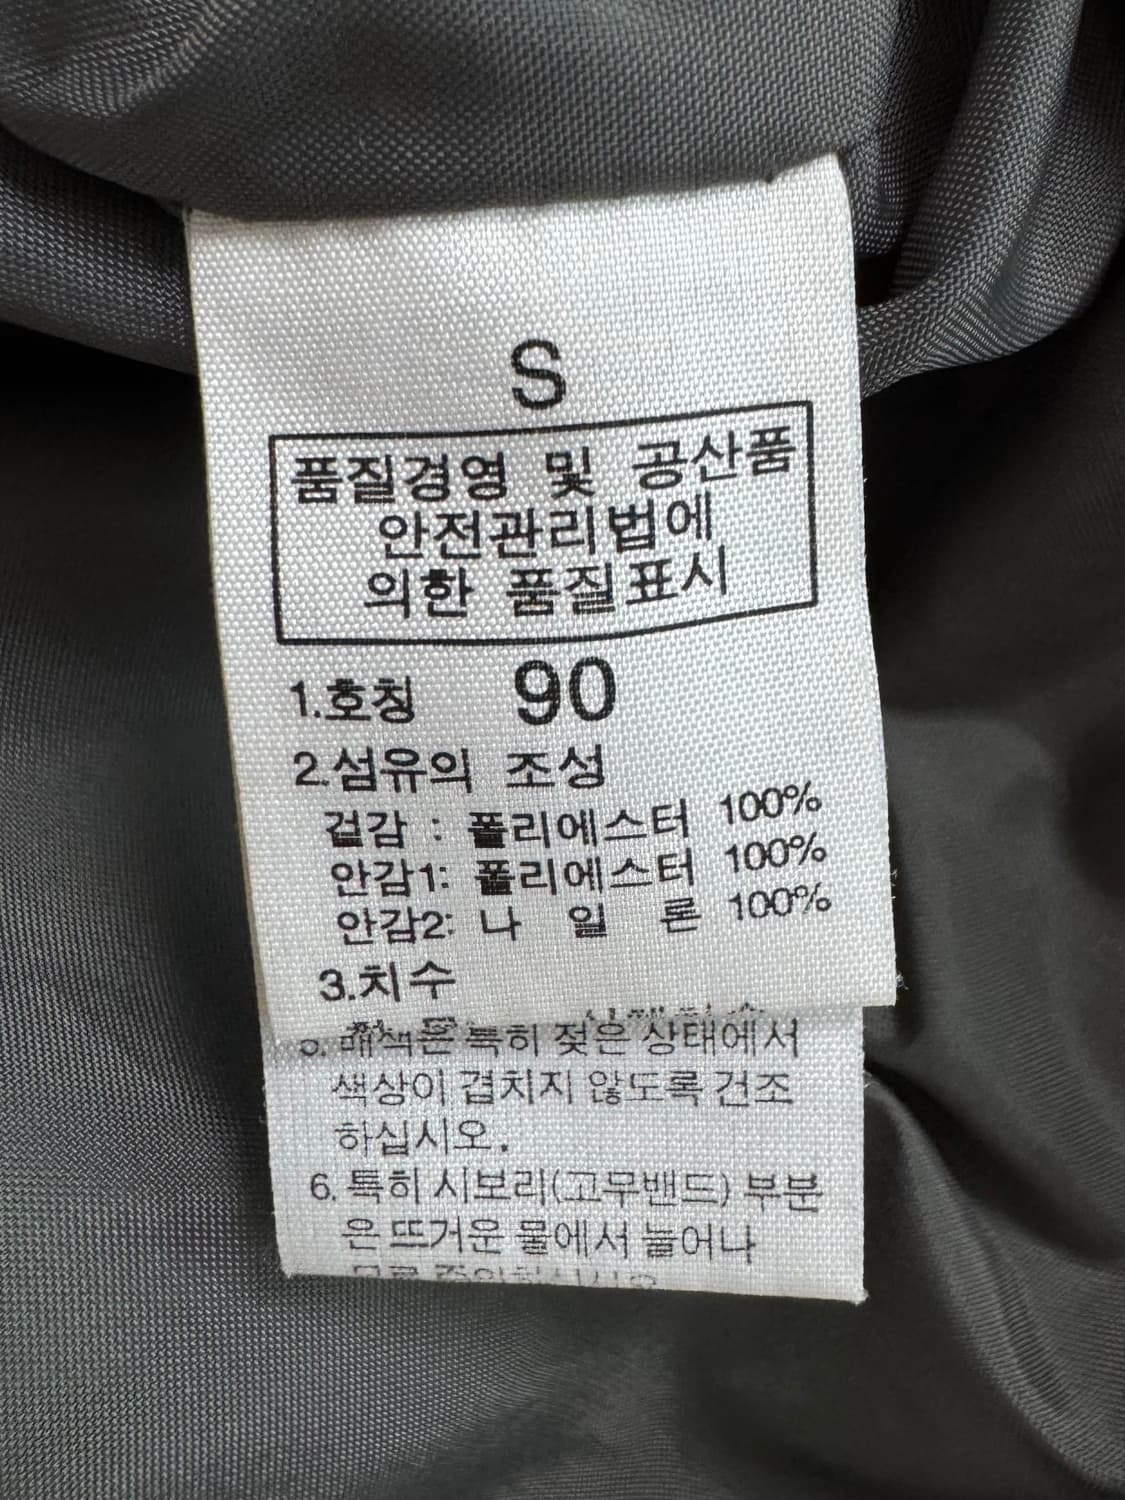 S
품질경영 및 공산품
안전관리법에
의한 품질표시
1.호칭 90
2.섬유의 조성
겉감 : 폴리에스터 100%
안감1: 폴리에스터 100%
안감2: 나 일 론 100%
3.치수
5. 배색은 특히 젖은 상태에서
색상이 겹치지 않도록 건조
하십시오.
6. 특히 시보리(고무밴드) 부분
은 뜨거운 물에서 늘어나